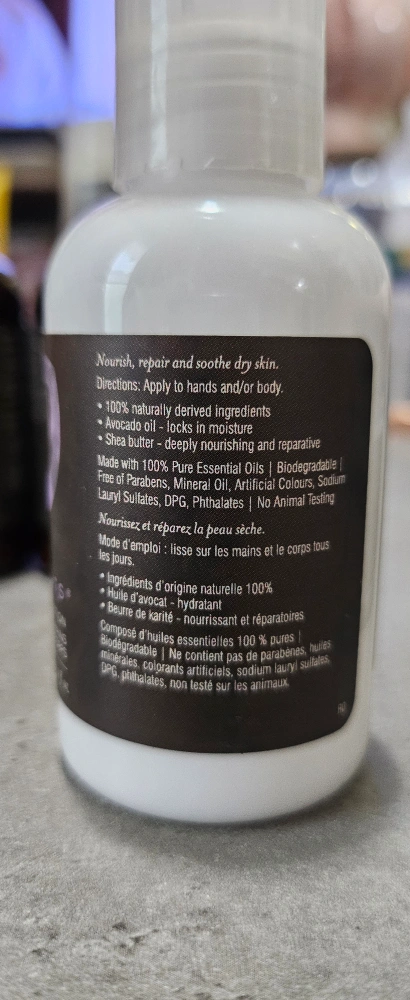 Nourish, repair and soothe dry skin.
Directions: Apply to hands and/or body.
• 100% naturally derived ingredients
• Avocado oil - locks in moisture
• Shea butter - deeply nourishing and reparative
Made with 100% Pure Essential Oils | Biodegradable |
Free of Parabens, Mineral Oil, Artificial Colours, Sodium
Lauryl Sulfates, DPG, Phthalates | No Animal Testing
Nourissez et réparez la peau sèche.
Mode d'emploi : lisse sur les mains et le corps tous
les jours.
• Ingrédients d'origine naturelle 100%
• Huile d'avocat - hydratant
• Beurre de karité - nourrissant et réparatoires
Composé d'huiles essentielles 100 % pures |
Biodégradable | Ne contient pas de parabènes, huiles
minérales, colorants artificiels, sodium lauryl sulfates,
DPG, phthalates, non testé sur les animaux.